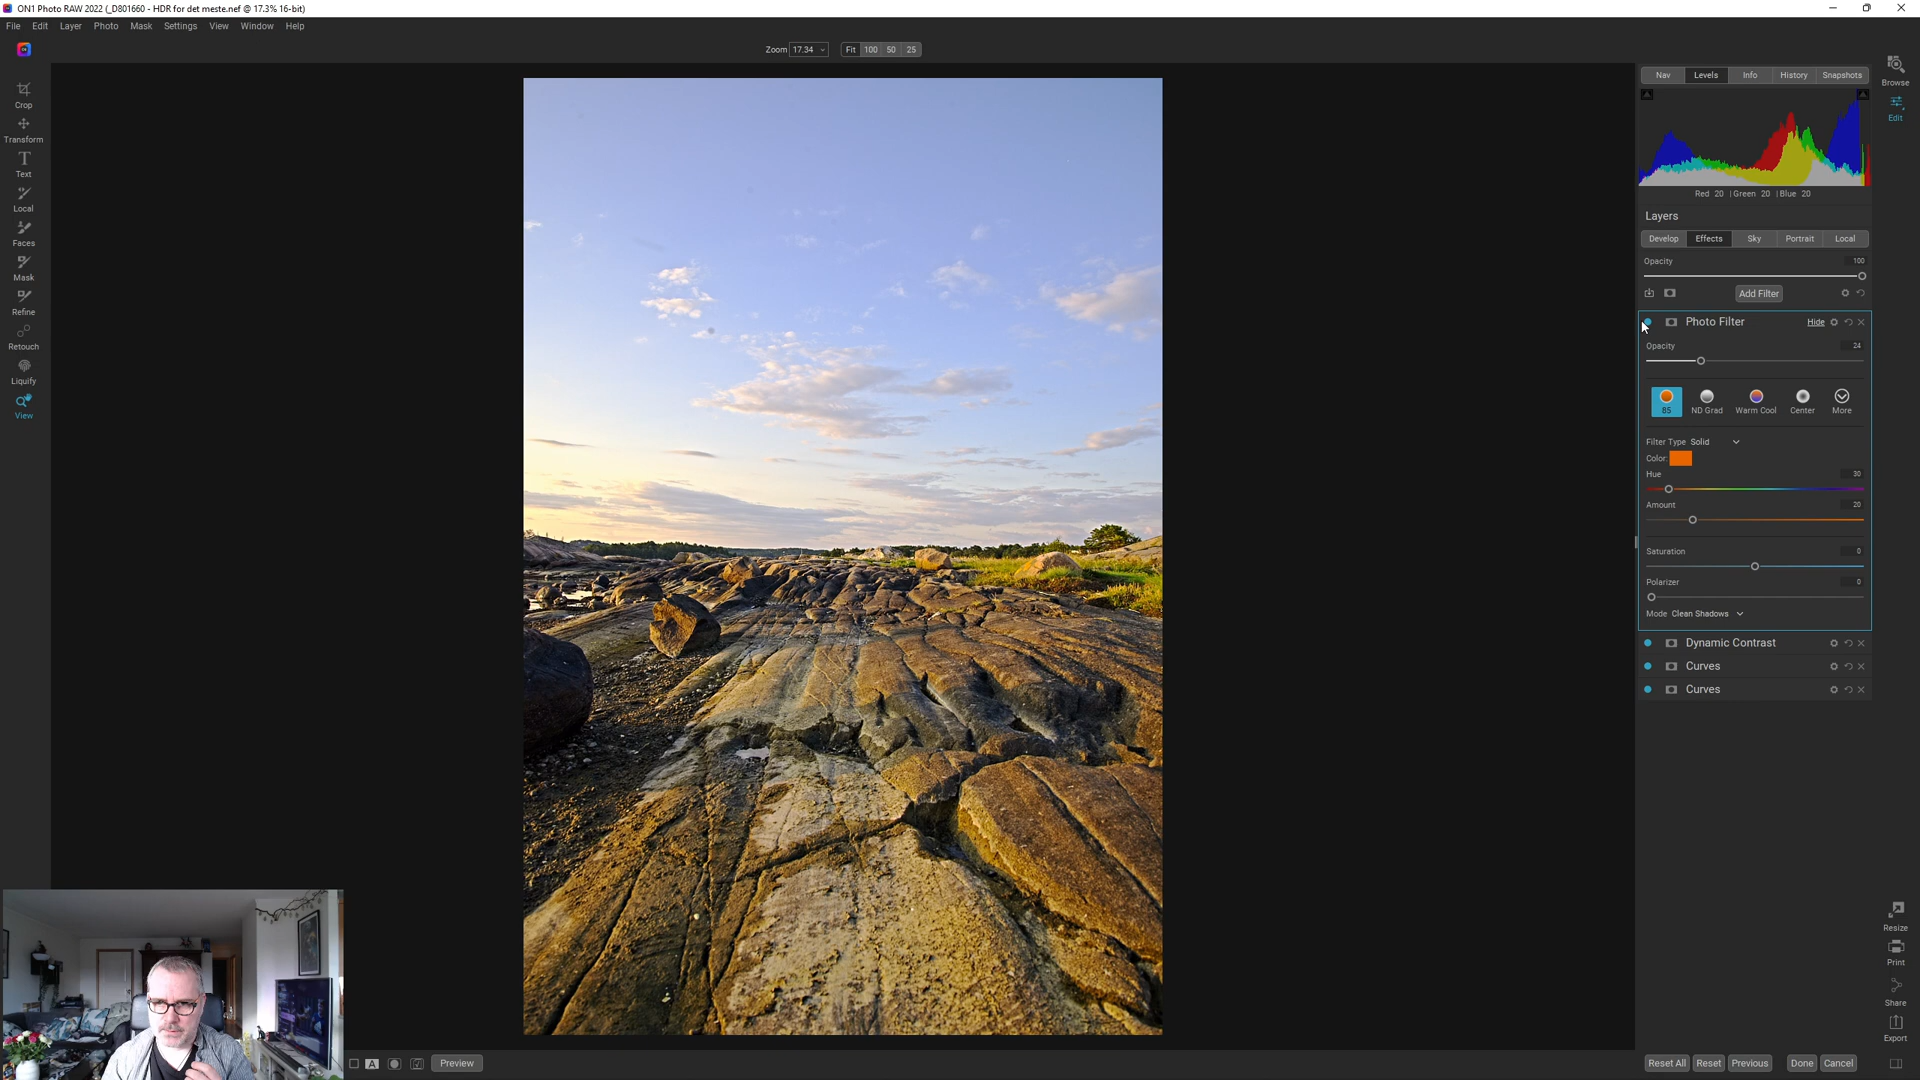 ON1 Photo RAW 2022 (_D801660 - HDR for det meste.nef @ 17.3% 16-bit)
File Edit Layer Photo Mask Settings View Window Help
Zoom 17.34 Fit 100 50 25
Crop
Transform
Text
Local
Faces
Mask
Refine
Retouch
Liquify
View
Nav Levels Info History Snapshots
Red 20 | Green 20 | Blue 20
Layers
Develop Effects Sky Portrait Local
Opacity 100
Add Filter
Photo Filter Hide
Opacity 24
85 ND Grad Warm Cool Center More
Filter Type Solid
Color:
Hue 30
Amount 20
Saturation 0
Polarizer 0
Mode Clean Shadows
Dynamic Contrast
Curves
Curves
Browse
Edit
Resize
Print
Share
Export
A Preview
Reset All Reset Previous Done Cancel